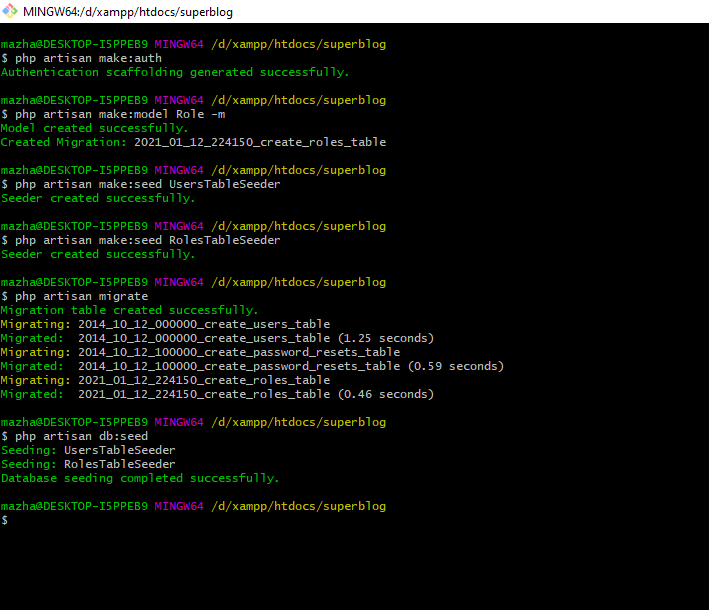 MINGW64:/d/xampp/htdocs/superblog
mazha@DESKTOP-I5PPEB9 MINGW64 /d/xampp/htdocs/superblog
$ php artisan make:auth
Authentication scaffolding generated successfully.
mazha@DESKTOP-I5PPEB9 MINGW64 /d/xampp/htdocs/superblog
$ php artisan make:model Role -m
Model created successfully.
Created Migration: 2021_01_12_224150_create_roles_table
mazha@DESKTOP-I5PPEB9 MINGW64 /d/xampp/htdocs/superblog
$ php artisan make:seed UsersTableSeeder
Seeder created successfully.
mazha@DESKTOP-I5PPEB9 MINGW64 /d/xampp/htdocs/superblog
$ php artisan make:seed RolesTableSeeder
Seeder created successfully.
mazha@DESKTOP-I5PPEB9 MINGW64 /d/xampp/htdocs/superblog
$ php artisan migrate
Migration table created successfully.
Migrating: 2014_10_12_000000_create_users_table
Migrated:  2014_10_12_000000_create_users_table (1.25 seconds)
Migrating: 2014_10_12_100000_create_password_resets_table
Migrated:  2014_10_12_100000_create_password_resets_table (0.59 seconds)
Migrating: 2021_01_12_224150_create_roles_table
Migrated:  2021_01_12_224150_create_roles_table (0.46 seconds)
mazha@DESKTOP-I5PPEB9 MINGW64 /d/xampp/htdocs/superblog
$ php artisan db:seed
Seeding: UsersTableSeeder
Seeding: RolesTableSeeder
Database seeding completed successfully.
mazha@DESKTOP-I5PPEB9 MINGW64 /d/xampp/htdocs/superblog
$